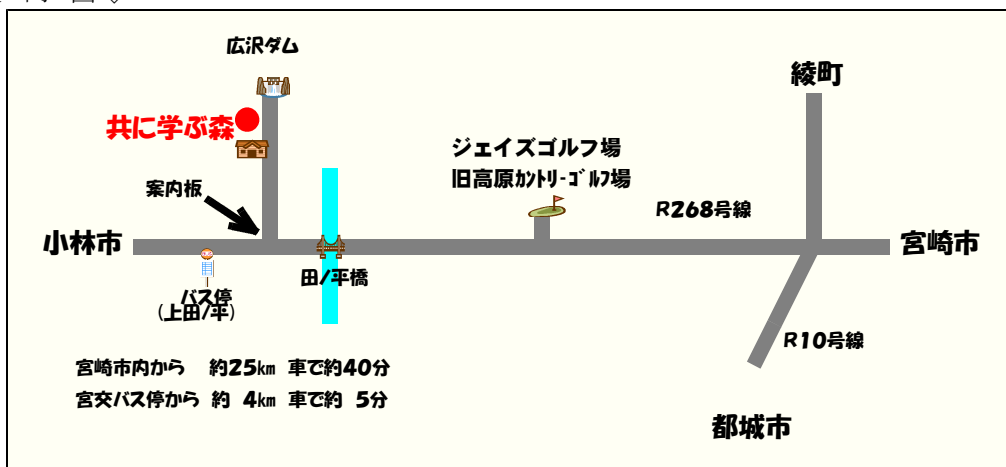 広沢ダム
綾町
共に学ぶ森
ジェイズゴルフ場
旧高原カントリーゴルフ場
案内板
R268号線
小林市
宮崎市
田ノ平橋
バス停
(上田ノ平)
R10号線
宮崎市内から 約25km 車で約40分
宮交バス停から 約 4km 車で約 5分
都城市